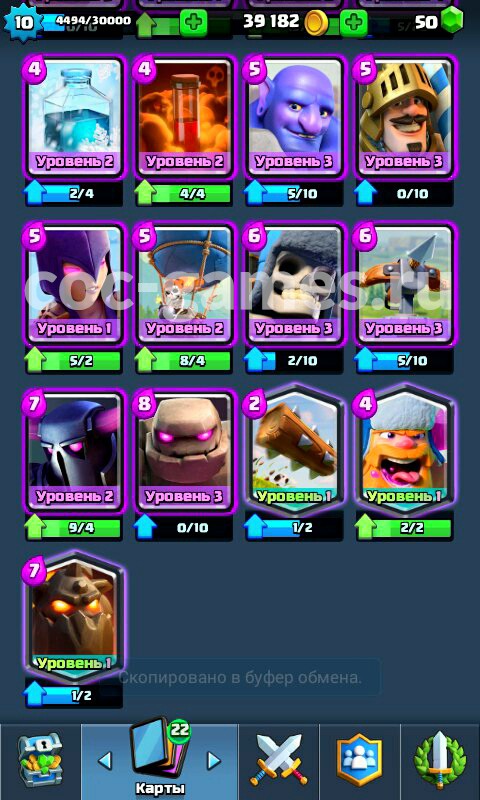 10 4494/30000 39 182 50
4 4 5 5
Уровень 2 Уровень 2 Уровень 3 Уровень 3
2/4 4/4 5/10 0/10
5 5 6 6
coc-games.ru
Уровень 1 Уровень 2 Уровень 3 Уровень 3
5/2 8/4 2/10 5/10
7 8 2 4
Уровень 2 Уровень 3 Уровень 1 Уровень 1
9/4 0/10 1/2 2/2
7
Уровень 1
Скопировано в буфер обмена.
1/2
22
Карты